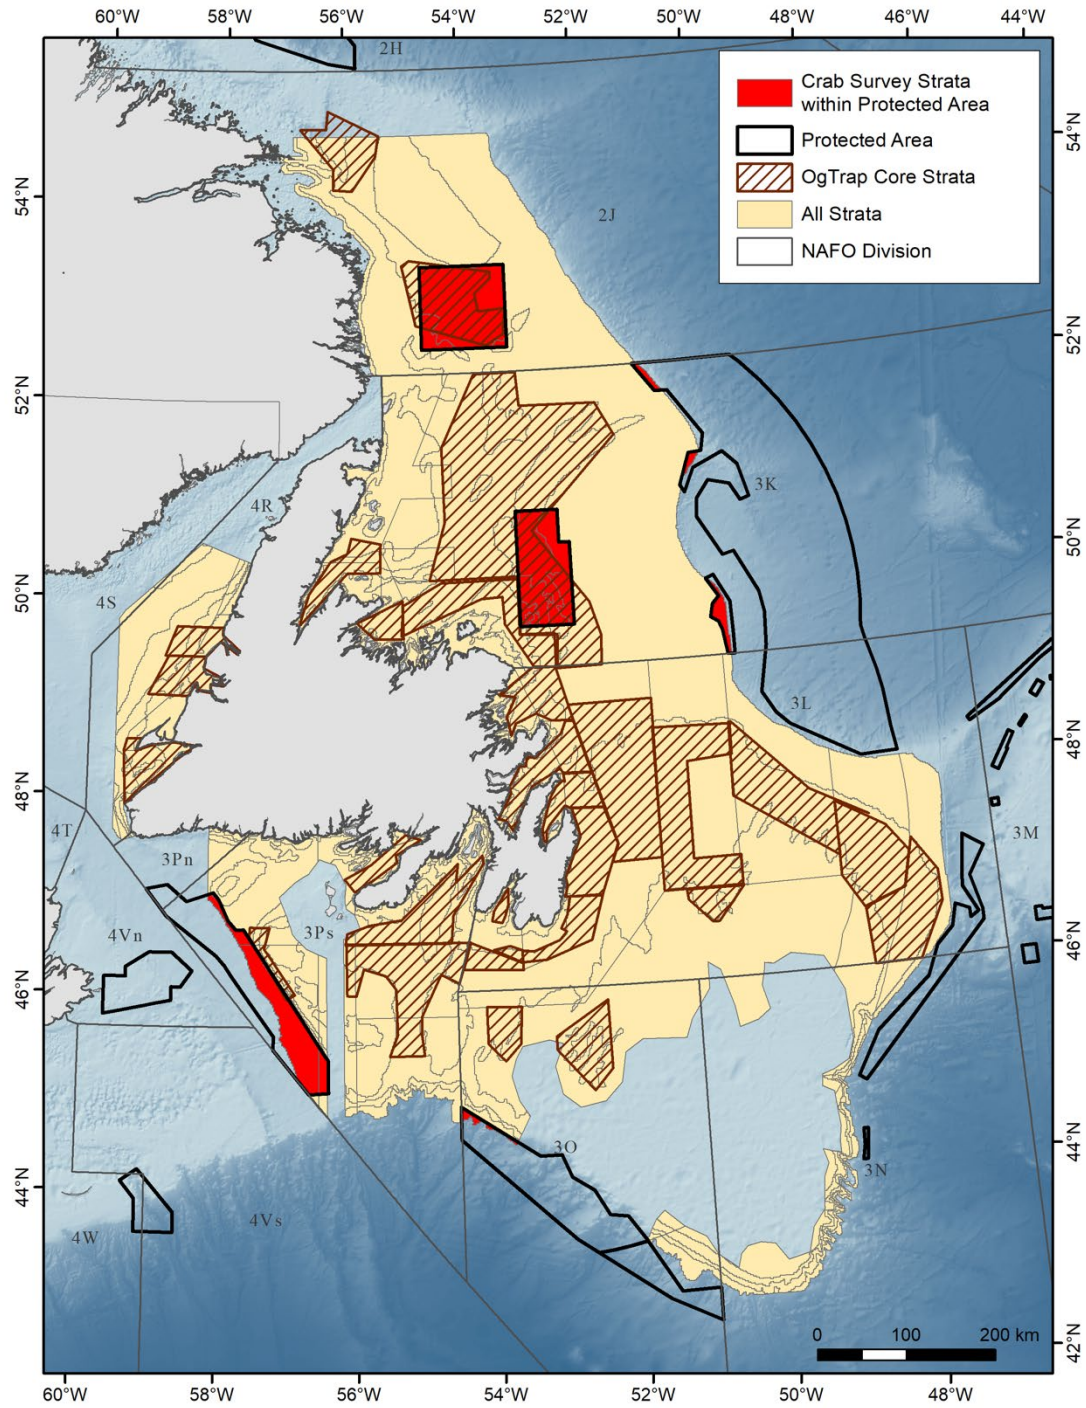 60°W 58°W 56°W 54°W 52°W 50°W 48°W 46°W 44°W
2H
Crab Survey Strata
within Protected Area
Protected Area
OgTrap Core Strata
All Strata
NAFO Division
54°N
54°N
2J
52°N
52°N
3K
4R
50°N
50°N
4S
3L
48°N
48°N
4T
3M
3Pn
3Ps
4Vn
46°N
46°N
3O
44°N
3N
44°N
4Vs
4W
0 100 200 km
42°N
60°W 58°W 56°W 54°W 52°W 50°W 48°W